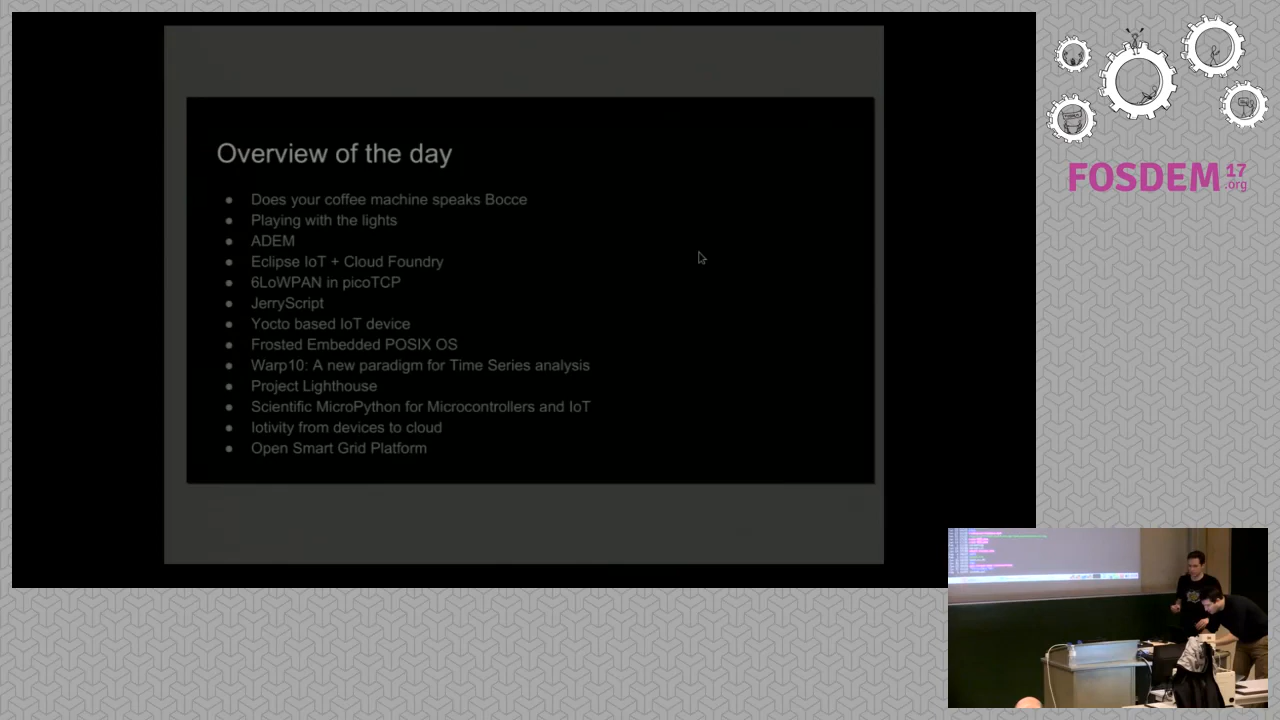 Overview of the day
● Does your coffee machine speaks Bocce
● Playing with the lights
● ADEM
● Eclipse IoT + Cloud Foundry
● 6LoWPAN in picoTCP
● JerryScript
● Yocto based IoT device
● Frosted Embedded POSIX OS
● Warp10: A new paradigm for Time Series analysis
● Project Lighthouse
● Scientific MicroPython for Microcontrollers and IoT
● Iotivity from devices to cloud
● Open Smart Grid Platform
FOSDEM 17
.org